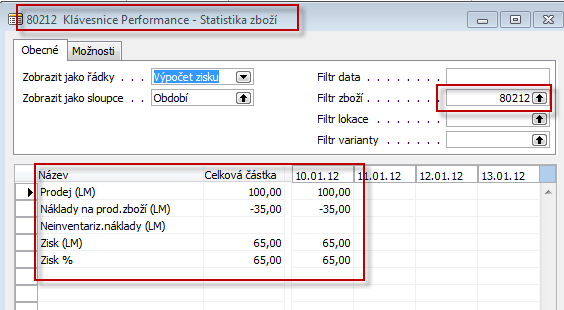 80212 Klávesnice Performance - Statistika zboží
Obecné Možnosti
Zobrazit jako řádky . . . Výpočet zisku Filtr data . . . . . . . .
Zobrazit jako sloupce . . Období Filtr zboží . . . . . . . 80212
Filtr lokace . . . . . . .
Filtr varianty . . . . . .
Název Celková částka 10.01.12 11.01.12 12.01.12 13.01.12
Prodej (LM) 100,00 100,00
Náklady na prod.zboží (LM) -35,00 -35,00
Neinventariz.náklady (LM)
Zisk (LM) 65,00 65,00
Zisk % 65,00 65,00